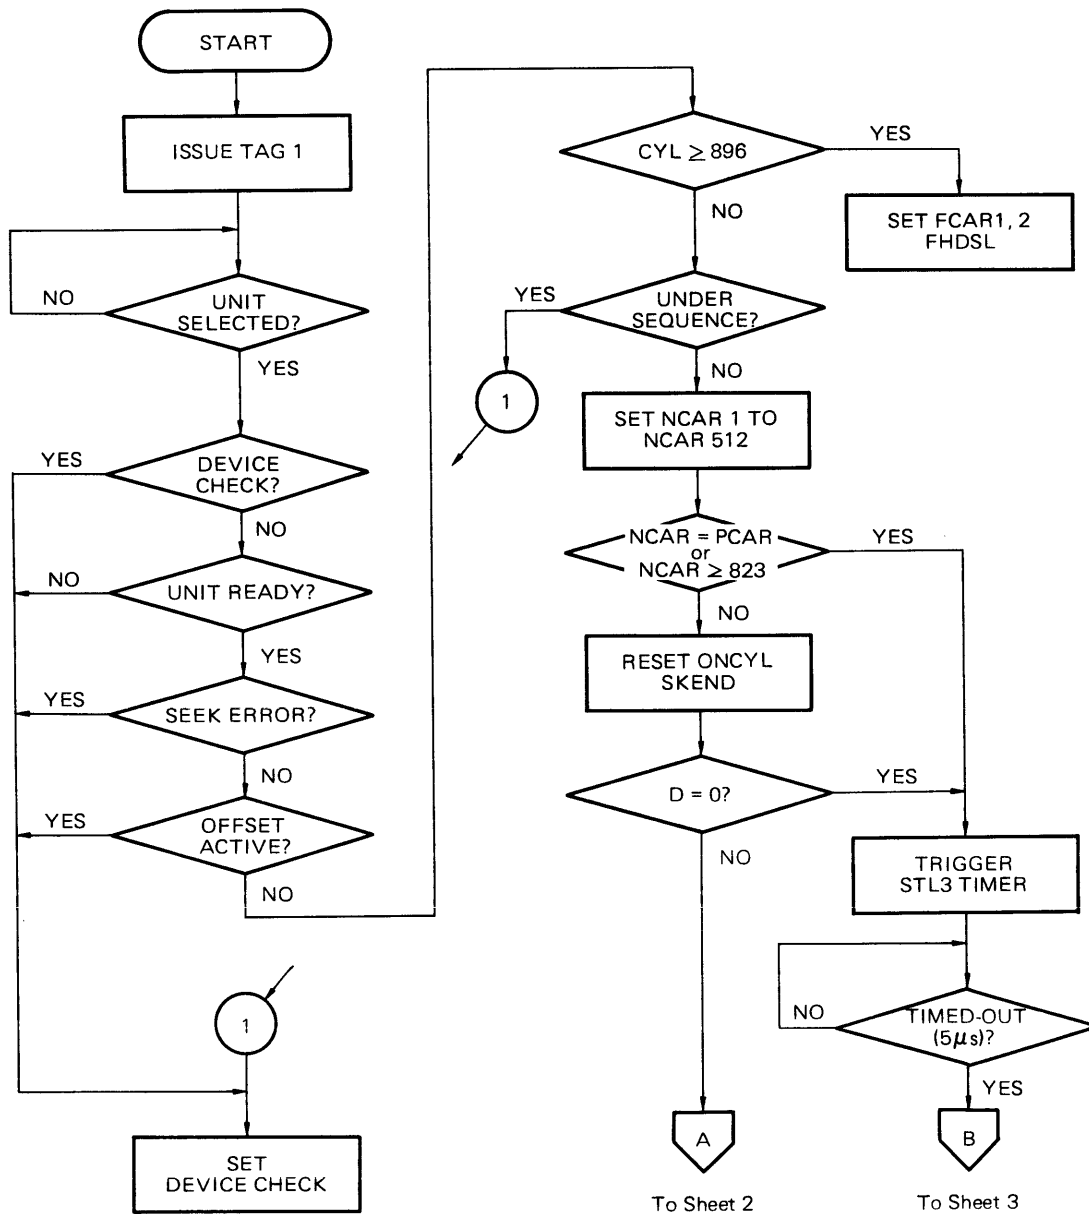 START
ISSUE TAG 1
NO
UNIT
SELECTED?
YES
YES
DEVICE
CHECK?
NO
NO
UNIT READY?
YES
YES
SEEK ERROR?
NO
YES
OFFSET
ACTIVE?
NO
1
SET
DEVICE CHECK
CYL ≥ 896
YES
SET FCAR1, 2
FHDSL
NO
YES
UNDER
SEQUENCE?
1
NO
SET NCAR 1 TO
NCAR 512
NCAR = PCAR
or
NCAR ≥ 823
YES
NO
RESET ONCYL
SKEND
D = 0?
YES
NO
TRIGGER
STL3 TIMER
NO
TIMED-OUT
(5μs)?
YES
A
B
To Sheet 2
To Sheet 3